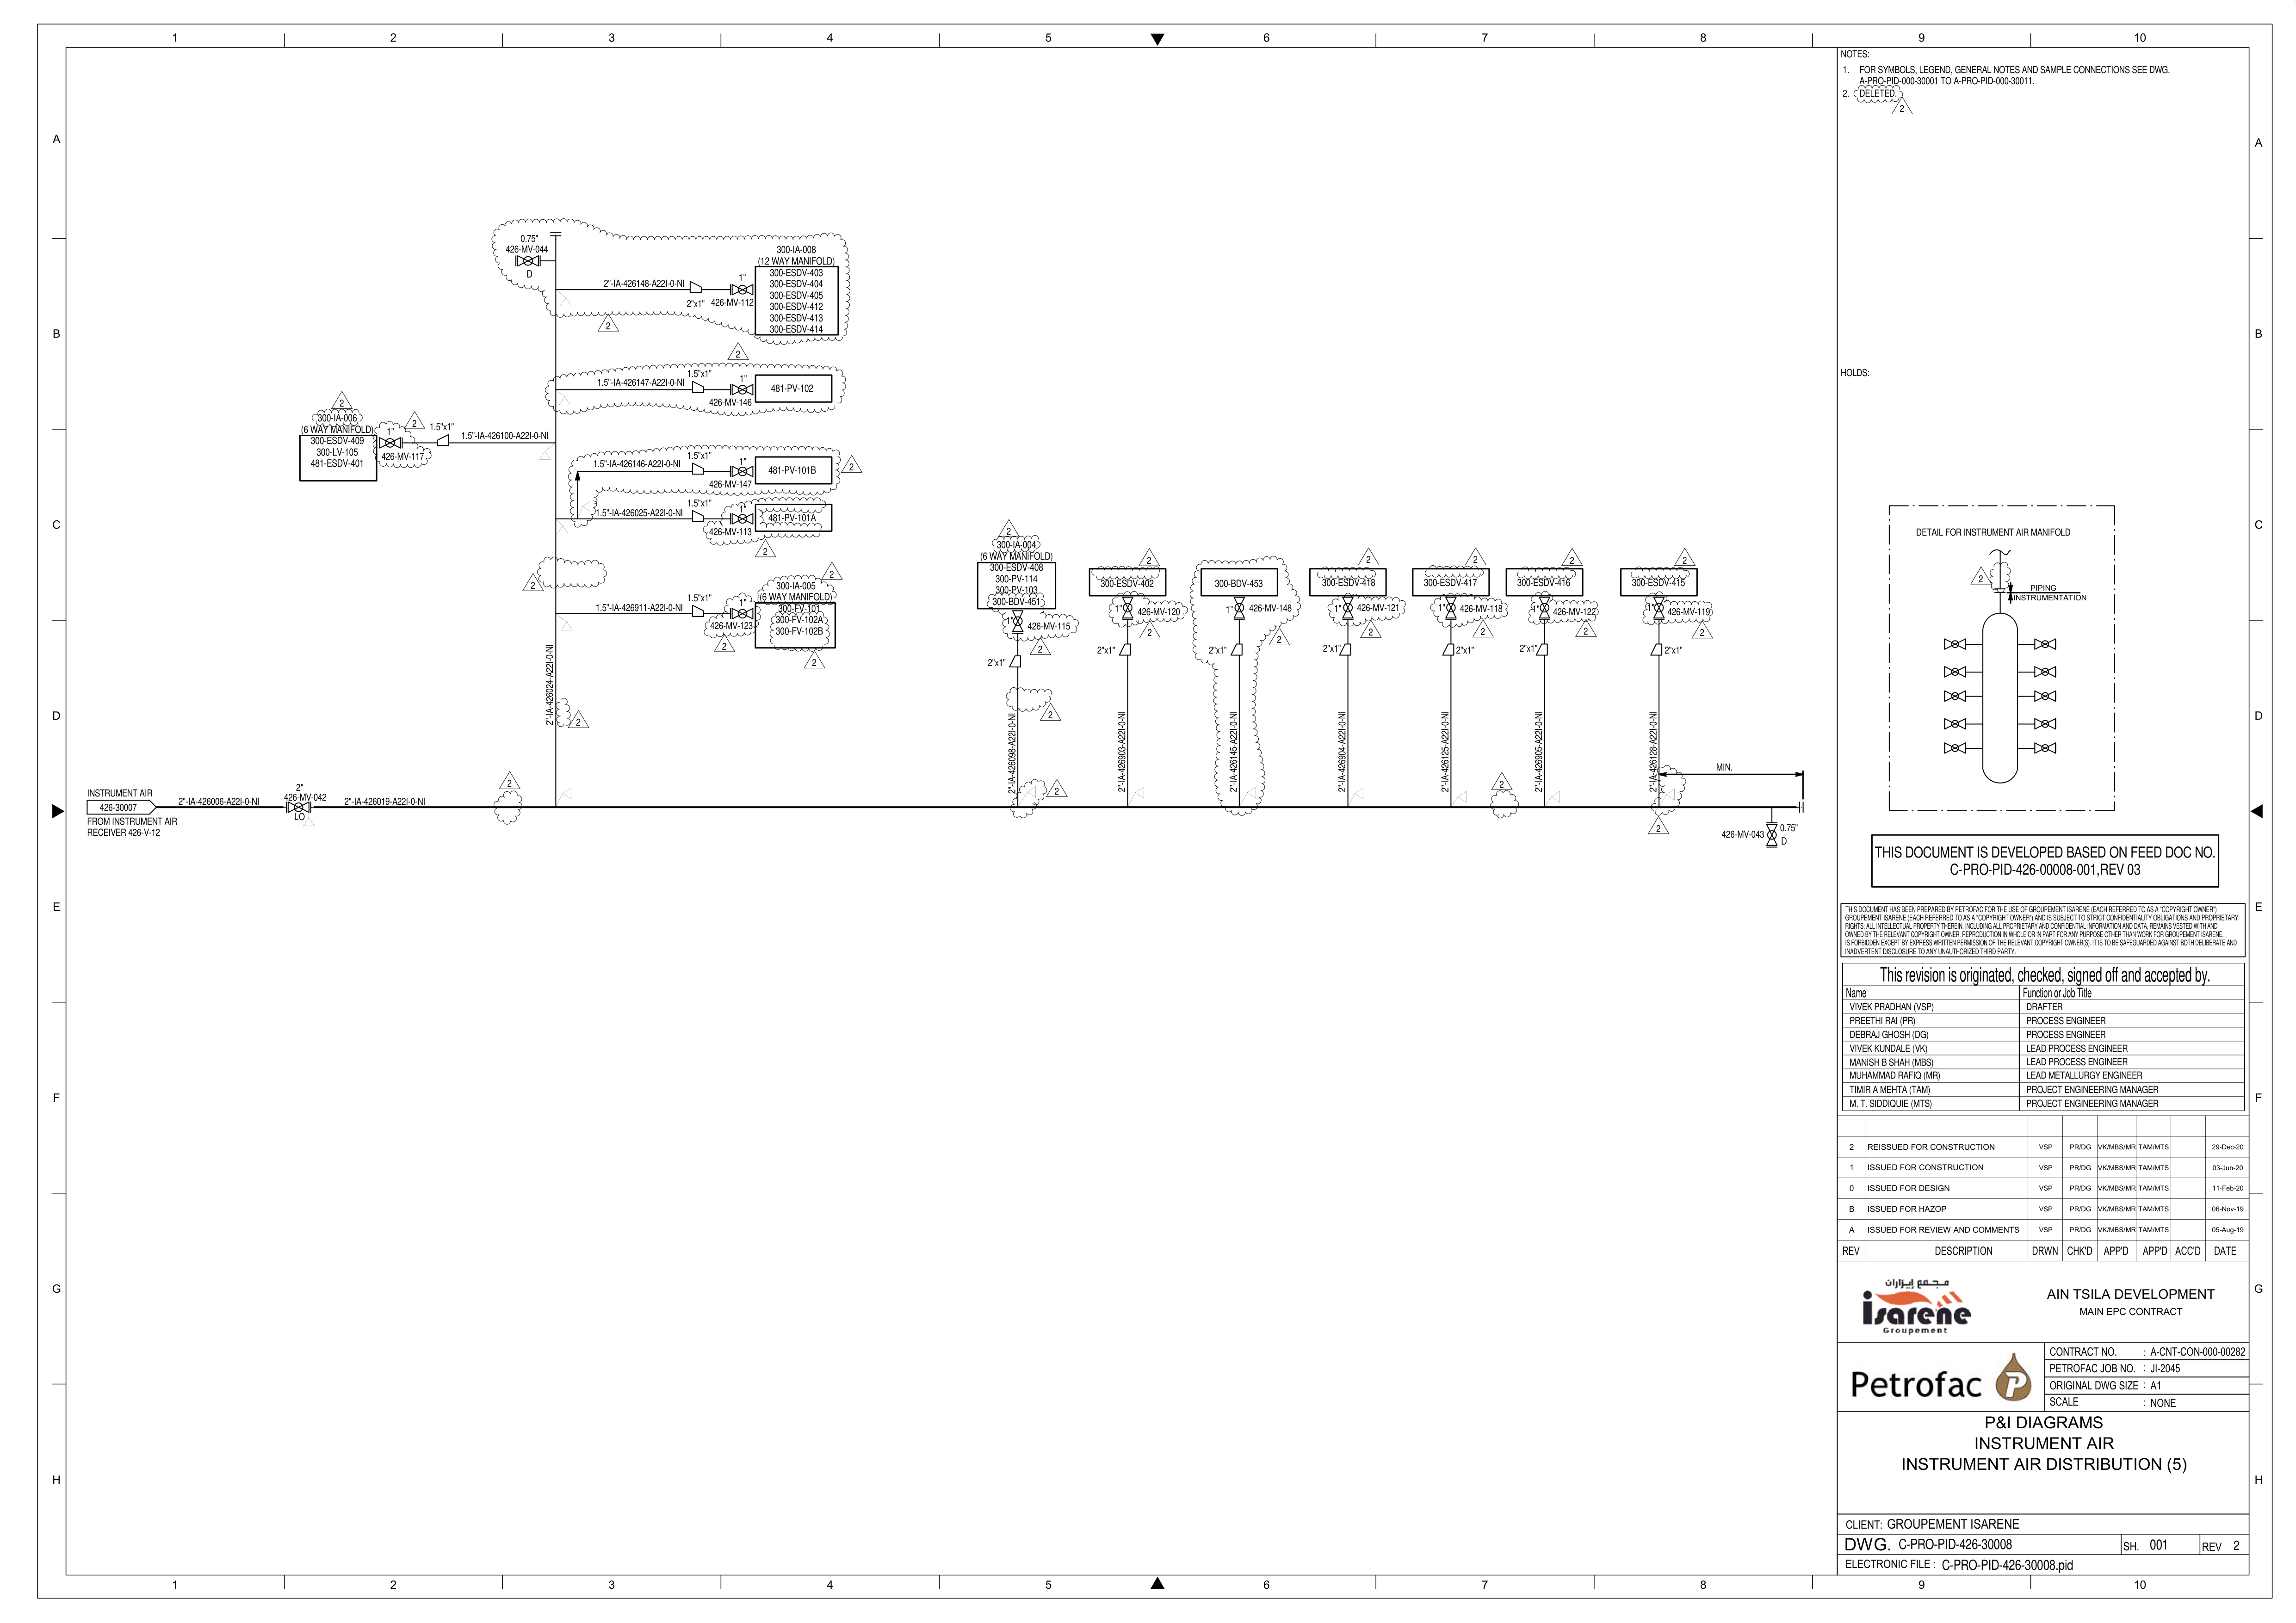 1 2 3 4 5 6 7 8 9 10
A
B
C
D
E
F
G
H
NOTES:
1. FOR SYMBOLS, LEGEND, GENERAL NOTES AND SAMPLE CONNECTIONS SEE DWG.
A-PRO-PID-000-30001 TO A-PRO-PID-000-30011.
2. DELETED.
2
HOLDS:
0.75"
426-MV-044
D
2"-IA-426148-A22I-0-NI
2"x1"
1"
426-MV-112
300-IA-008
(12 WAY MANIFOLD)
300-ESDV-403
300-ESDV-404
300-ESDV-405
300-ESDV-412
300-ESDV-413
300-ESDV-414
2
2
1.5"-IA-426147-A22I-0-NI
1.5"x1"
1"
426-MV-146
481-PV-102
2
300-IA-006
(6 WAY MANIFOLD)
300-ESDV-409
300-LV-105
481-ESDV-401
1"
426-MV-117
2
1.5"x1"
1.5"-IA-426100-A22I-0-NI
1.5"-IA-426146-A22I-0-NI
1.5"x1"
1"
426-MV-147
481-PV-101B
2
1.5"-IA-426025-A22I-0-NI
1.5"x1"
1"
426-MV-113
481-PV-101A
2
2
1.5"-IA-426911-A22I-0-NI
1.5"x1"
1"
426-MV-123
2
300-IA-005
(6 WAY MANIFOLD)
300-FV-101
300-FV-102A
300-FV-102B
2
2
2"-IA-426024-A22I-0-NI
2
INSTRUMENT AIR
426-30007
FROM INSTRUMENT AIR
RECEIVER 426-V-12
2"-IA-426006-A22I-0-NI
2"
426-MV-042
LO
2"-IA-426019-A22I-0-NI
2
2
300-IA-004
(6 WAY MANIFOLD)
300-ESDV-408
300-PV-114
300-PV-103
300-BDV-451
1"
426-MV-115
2
2"x1"
2
2"-IA-426098-A22I-0-NI
2
2
300-ESDV-402
1"
426-MV-120
2
2"x1"
2"-IA-426903-A22I-0-NI
300-BDV-453
1"
426-MV-148
2
2"x1"
2"-IA-426145-A22I-0-NI
2
300-ESDV-418
1"
426-MV-121
2
2"x1"
2"-IA-426904-A22I-0-NI
2
300-ESDV-417
1"
426-MV-118
2
2"x1"
2"-IA-426125-A22I-0-NI
2
2
300-ESDV-416
1"
426-MV-122
2
2"x1"
2"-IA-426905-A22I-0-NI
2
300-ESDV-415
1"
426-MV-119
2
2"x1"
2"-IA-426128-A22I-0-NI
MIN.
2
426-MV-043
0.75"
D
DETAIL FOR INSTRUMENT AIR MANIFOLD
2
PIPING
INSTRUMENTATION
THIS DOCUMENT IS DEVELOPED BASED ON FEED DOC NO.
C-PRO-PID-426-00008-001,REV 03
THIS DOCUMENT HAS BEEN PREPARED BY PETROFAC FOR THE USE OF GROUPEMENT ISARENE (EACH REFERRED TO AS A "COPYRIGHT OWNER")
GROUPEMENT ISARENE (EACH REFERRED TO AS A "COPYRIGHT OWNER") AND IS SUBJECT TO STRICT CONFIDENTIALITY OBLIGATIONS AND PROPRIETARY
RIGHTS; ALL INTELLECTUAL PROPERTY THEREIN, INCLUDING ALL PROPRIETARY AND CONFIDENTIAL INFORMATION AND DATA, REMAINS VESTED WITH AND
OWNED BY THE RELEVANT COPYRIGHT OWNER. REPRODUCTION IN WHOLE OR IN PART FOR ANY PURPOSE OTHER THAN WORK FOR GROUPEMENT ISARENE,
IS FORBIDDEN EXCEPT BY EXPRESS WRITTEN PERMISSION OF THE RELEVANT COPYRIGHT OWNER(S). IT IS TO BE SAFEGUARDED AGAINST BOTH DELIBERATE AND
INADVERTENT DISCLOSURE TO ANY UNAUTHORIZED THIRD PARTY.
This revision is originated, checked, signed off and accepted by.
Name Function or Job Title
VIVEK PRADHAN (VSP) DRAFTER
PREETHI RAI (PR) PROCESS ENGINEER
DEBRAJ GHOSH (DG) PROCESS ENGINEER
VIVEK KUNDALE (VK) LEAD PROCESS ENGINEER
MANISH B SHAH (MBS) LEAD PROCESS ENGINEER
MUHAMMAD RAFIQ (MR) LEAD METALLURGY ENGINEER
TIMIR A MEHTA (TAM) PROJECT ENGINEERING MANAGER
M. T. SIDDIQUIE (MTS) PROJECT ENGINEERING MANAGER
2 REISSUED FOR CONSTRUCTION VSP PR/DG VK/MBS/MR TAM/MTS 29-Dec-20
1 ISSUED FOR CONSTRUCTION VSP PR/DG VK/MBS/MR TAM/MTS 03-Jun-20
0 ISSUED FOR DESIGN VSP PR/DG VK/MBS/MR TAM/MTS 11-Feb-20
B ISSUED FOR HAZOP VSP PR/DG VK/MBS/MR TAM/MTS 06-Nov-19
A ISSUED FOR REVIEW AND COMMENTS VSP PR/DG VK/MBS/MR TAM/MTS 05-Aug-19
REV DESCRIPTION DRWN CHK'D APP'D APP'D ACC'D DATE
مجمع إيزاران
isarene
Groupement
AIN TSILA DEVELOPMENT
MAIN EPC CONTRACT
Petrofac
CONTRACT NO. : A-CNT-CON-000-00282
PETROFAC JOB NO. : JI-2045
ORIGINAL DWG SIZE : A1
SCALE : NONE
P&I DIAGRAMS
INSTRUMENT AIR
INSTRUMENT AIR DISTRIBUTION (5)
CLIENT: GROUPEMENT ISARENE
DWG. C-PRO-PID-426-30008 SH. 001 REV 2
ELECTRONIC FILE : C-PRO-PID-426-30008.pid
A
B
C
D
E
F
G
H
1 2 3 4 5 6 7 8 9 10